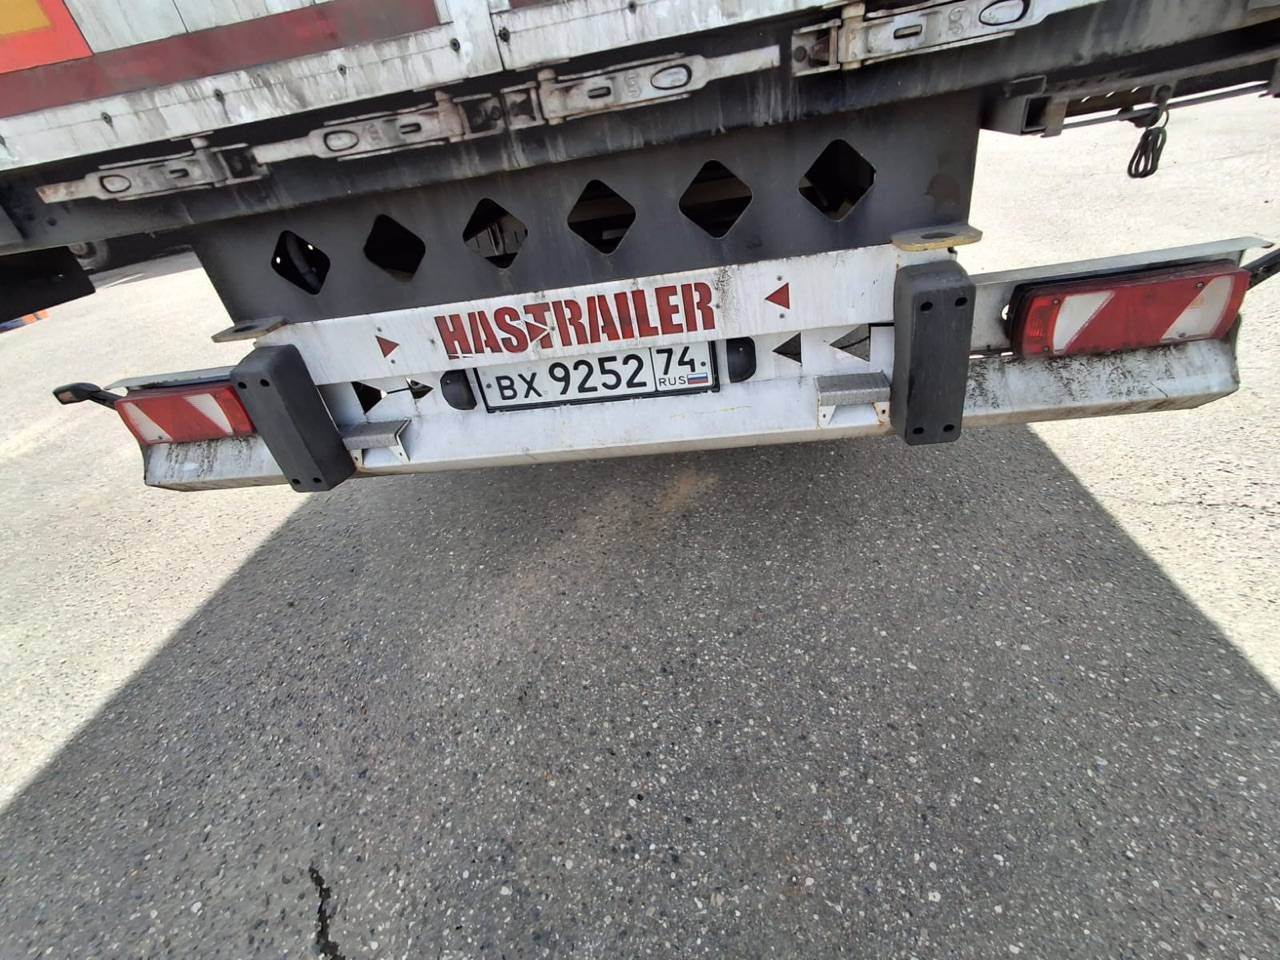 HASTRAILER
ВХ 9252 74
RUS